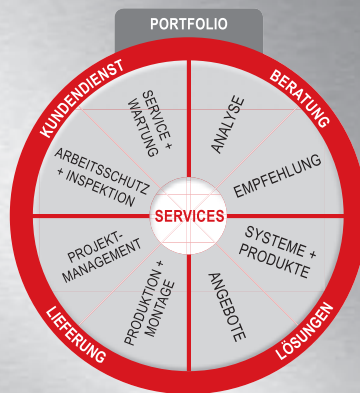 PORTFOLIO
KUNDENDIENST
BERATUNG
SERVICE +
WARTUNG
ANALYSE
ARBEITSSCHUTZ
+ INSPEKTION
EMPFEHLUNG
SERVICES
PROJEKT-
MANAGEMENT
SYSTEME +
PRODUKTE
PRODUKTION +
MONTAGE
ANGEBOTE
LIEFERUNG
LÖSUNGEN